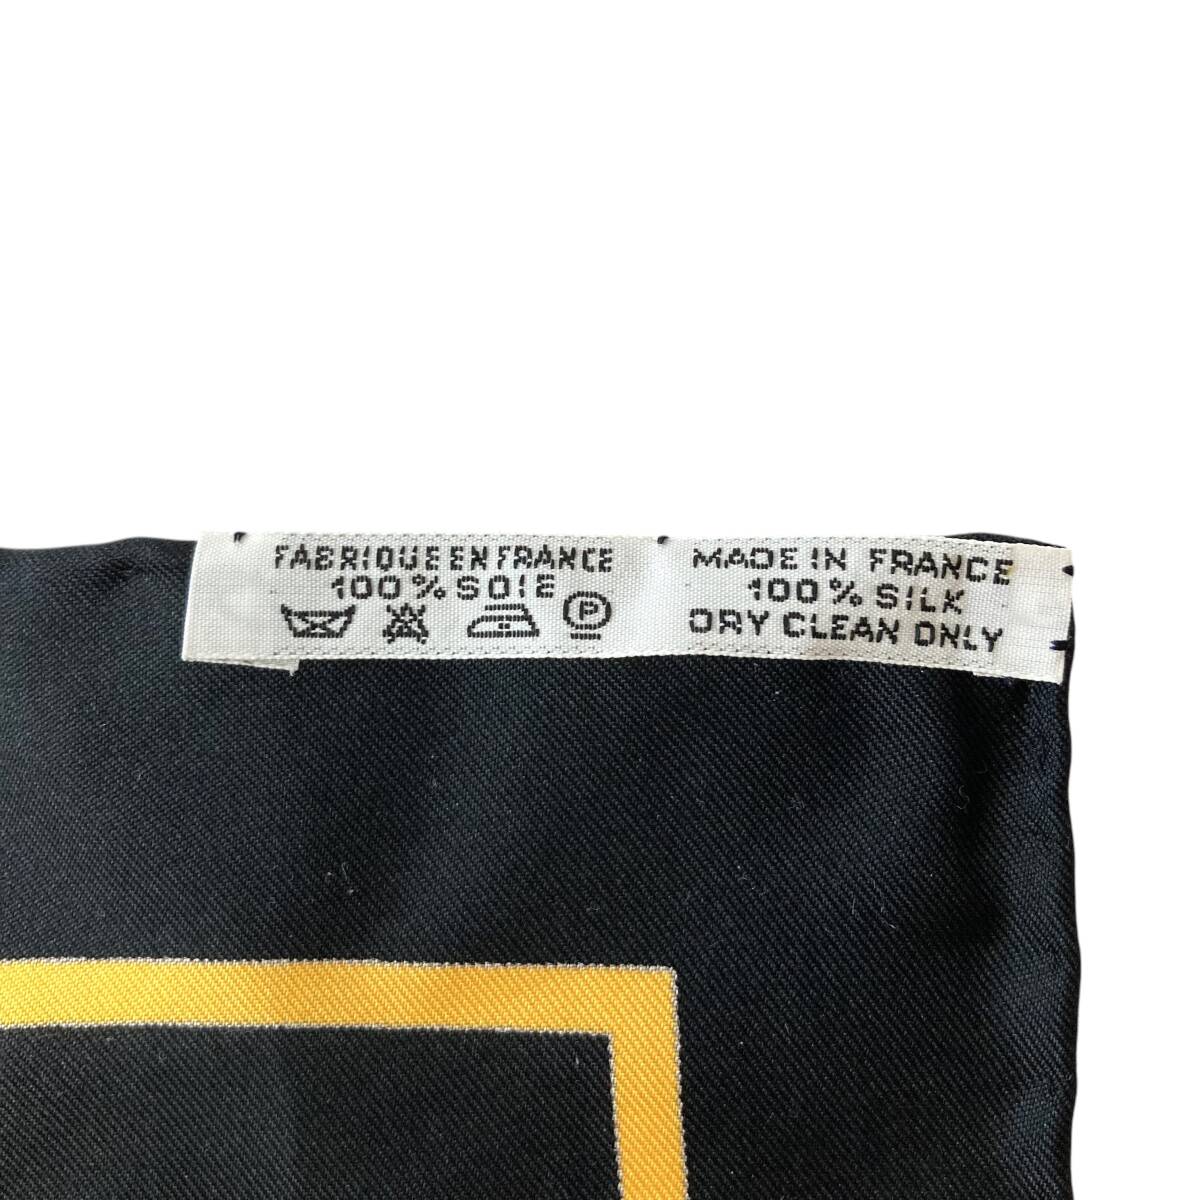 FABRIQUE EN FRANCE
100% SOIE
P
MADE IN FRANCE
100% SILK
DRY CLEAN ONLY